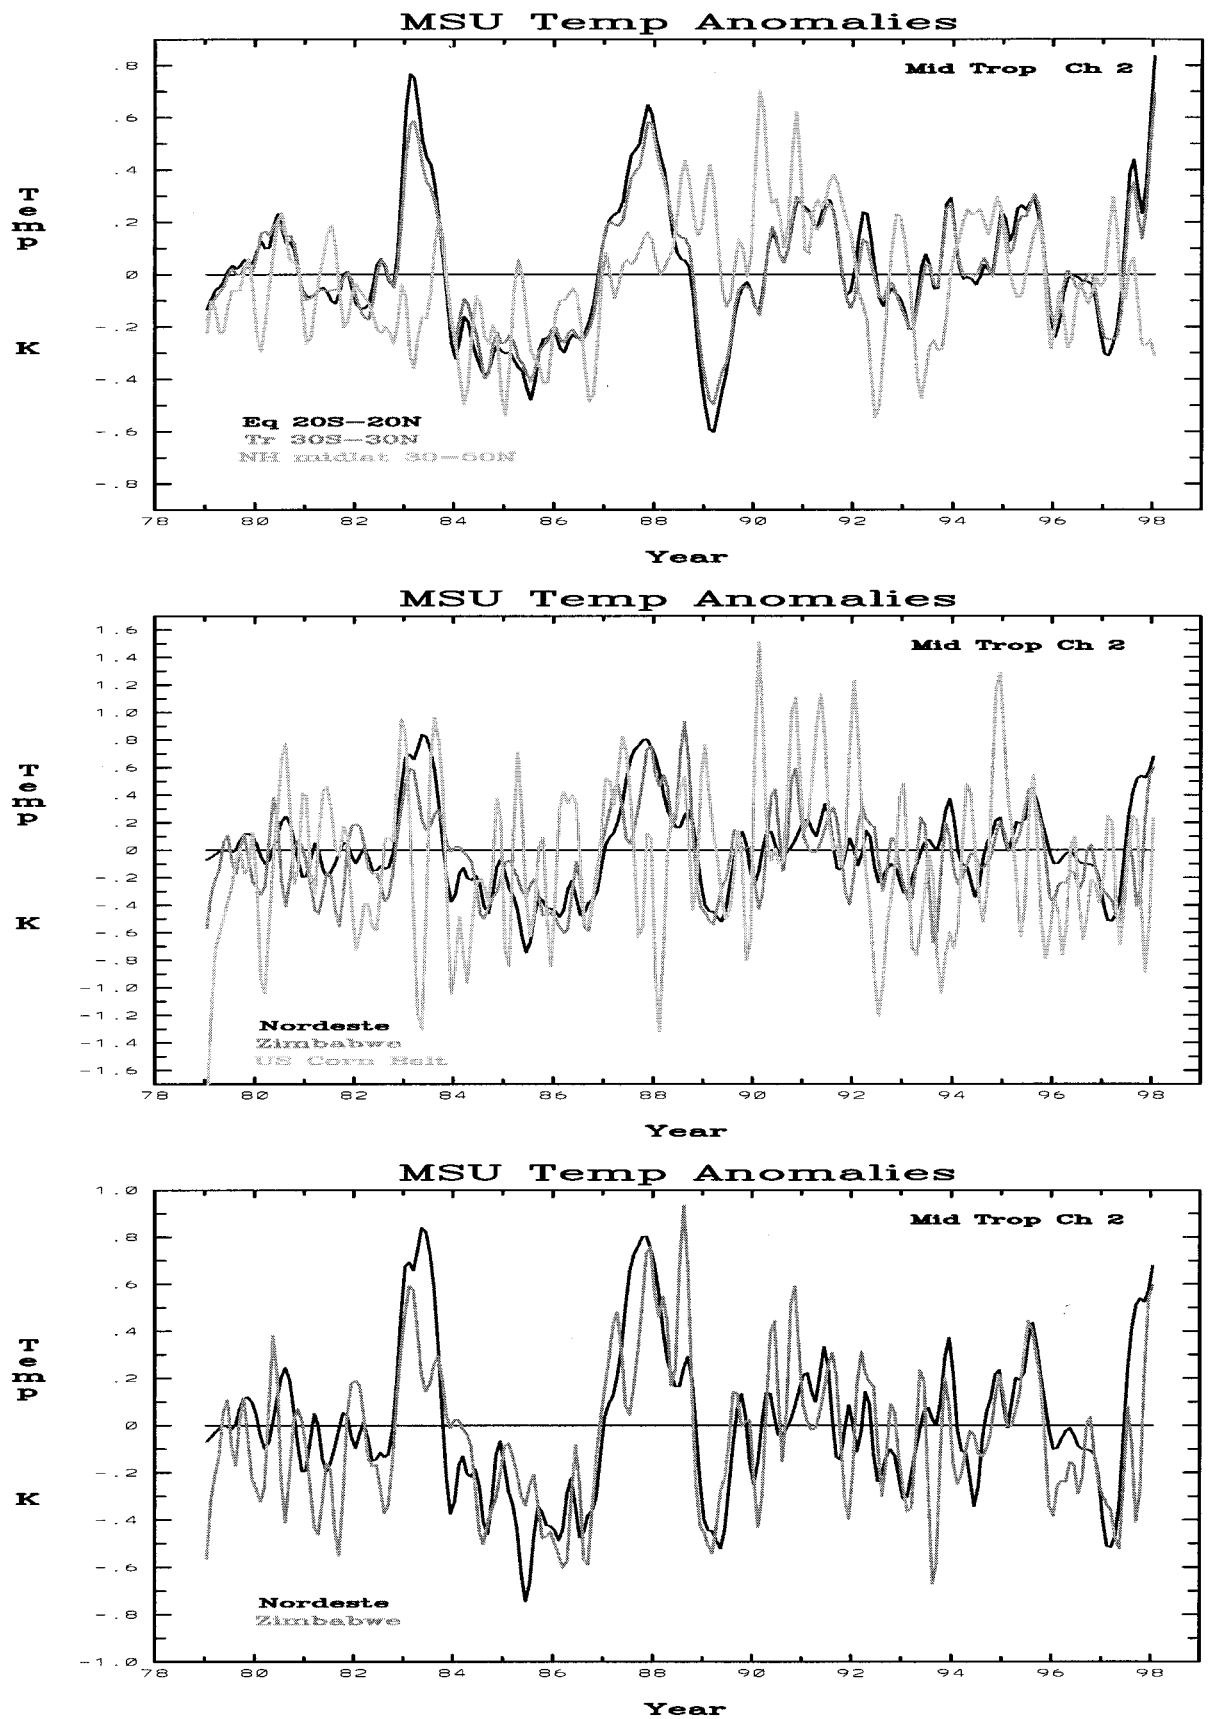 MSU Temp Anomalies
Mid Trop Ch 2
.8
.6
.4
.2
0
-.2
-.4
-.6
-.8
Temp
K
Eq 20S-20N
Tr 30S-30N
NH midlat 30-60N
78 80 82 84 86 88 90 92 94 96 98
Year
MSU Temp Anomalies
Mid Trop Ch 2
1.6
1.4
1.2
1.0
.8
.6
.4
.2
0
-.2
-.4
-.6
-.8
-1.0
-1.2
-1.4
-1.6
Temp
K
Nordeste
Zimbabwe
US Corn Belt
78 80 82 84 86 88 90 92 94 96 98
Year
MSU Temp Anomalies
Mid Trop Ch 2
1.0
.8
.6
.4
.2
0
-.2
-.4
-.6
-.8
-1.0
Temp
K
Nordeste
Zimbabwe
78 80 82 84 86 88 90 92 94 96 98
Year